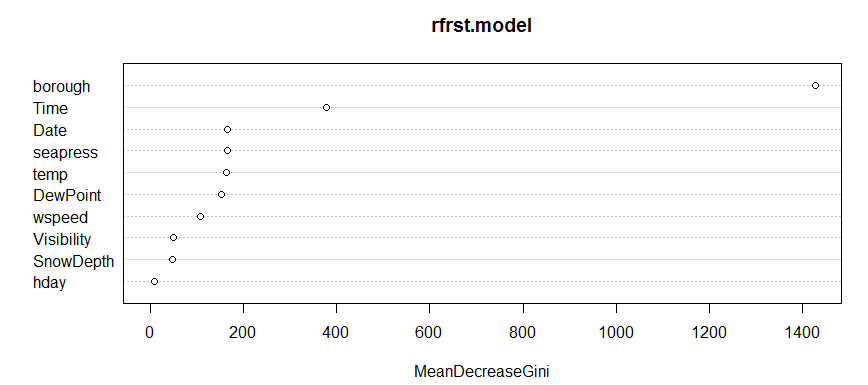 rfrst.model
borough
Time
Date
seapress
temp
DewPoint
wspeed
Visibility
SnowDepth
hday
0 200 400 600 800 1000 1200 1400
MeanDecreaseGini